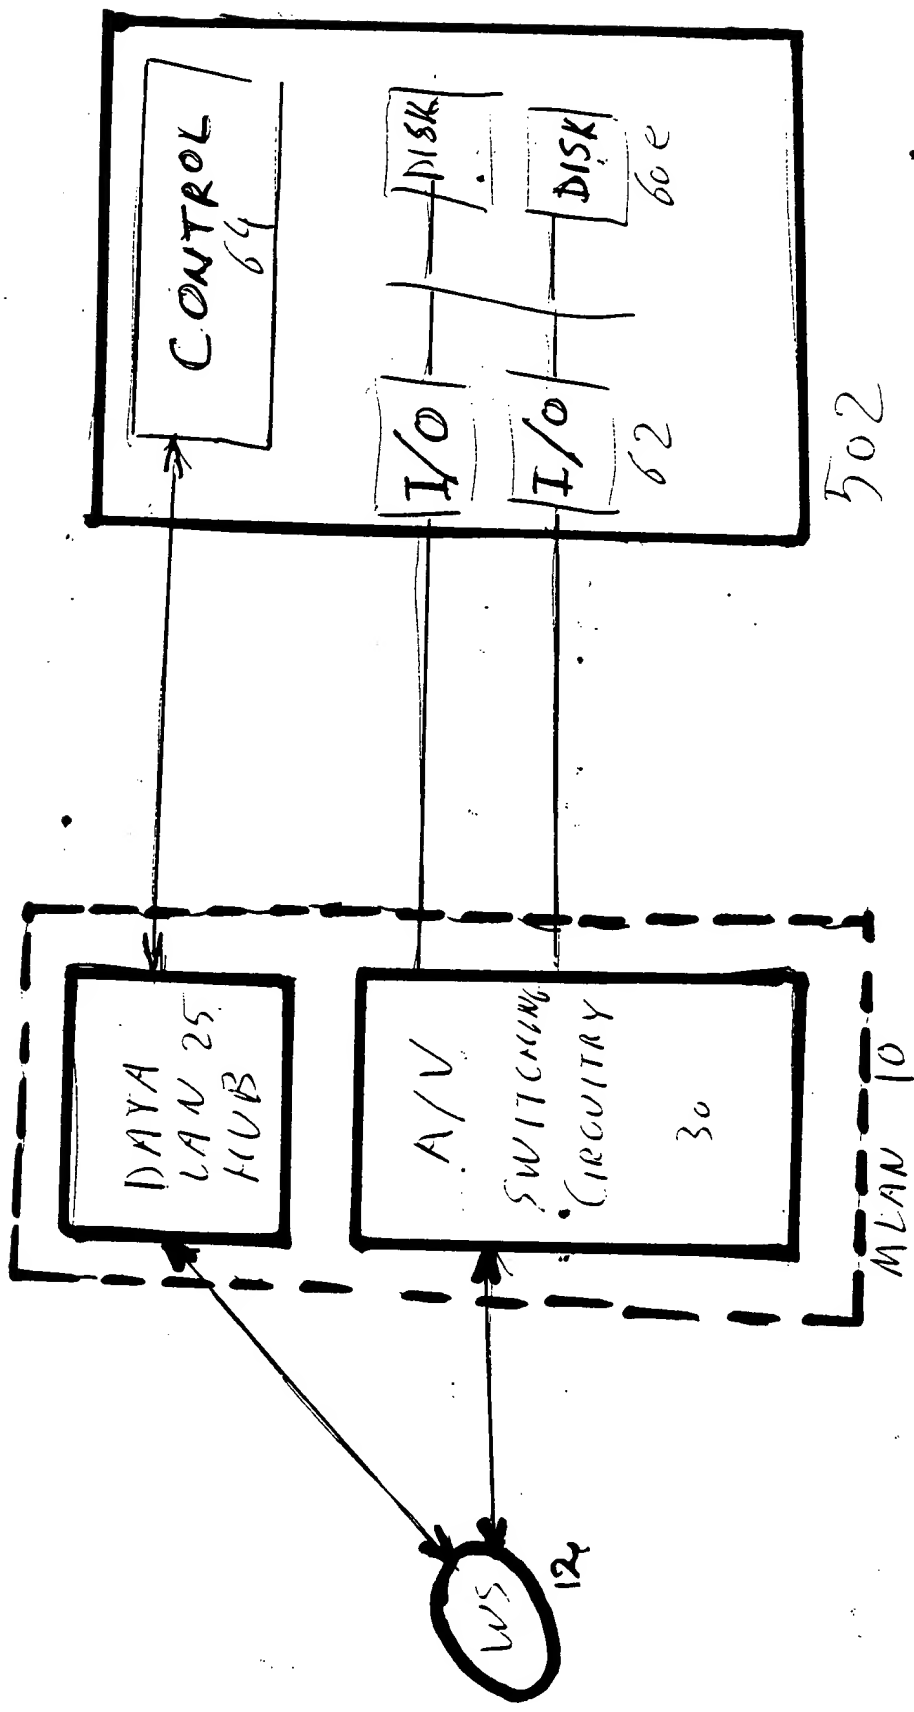 WS
12
DATA
LAN 25
HUB
A/V
SWITCHING
CIRCUITRY
30
MLAN 10
CONTROL
64
I/O
DISK
I/O
DISK
62
60e
502